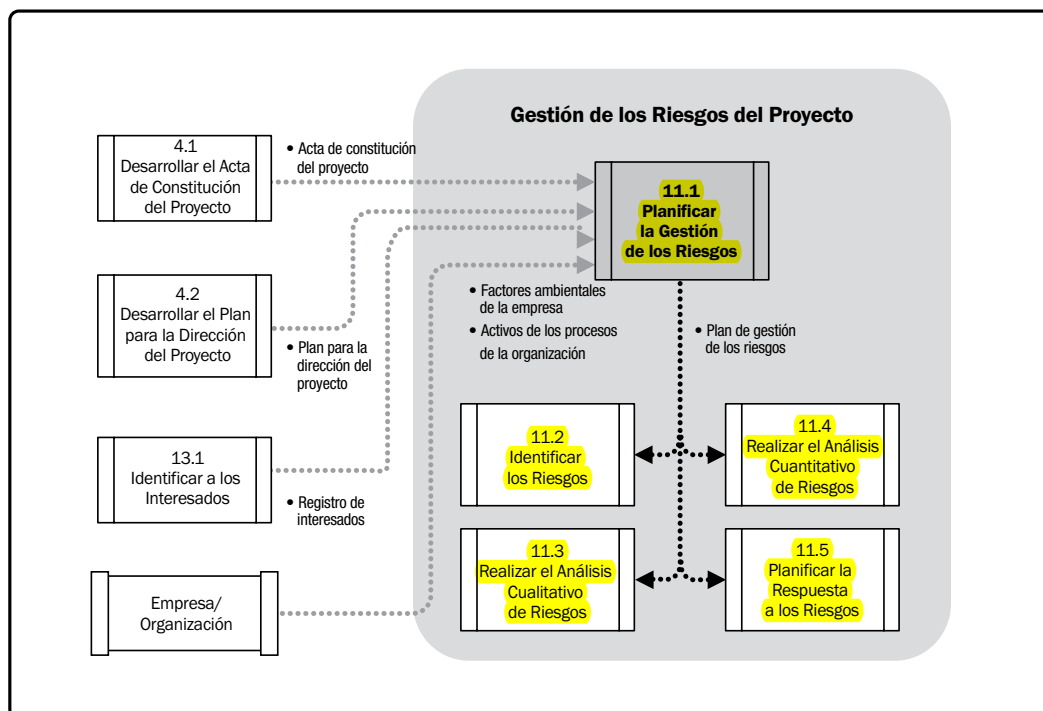 Gestión de los Riesgos del Proyecto
4.1
Desarrollar el Acta
de Constitución
del Proyecto
• Acta de constitución
del proyecto
11.1
Planificar
la Gestión
de los Riesgos
4.2
Desarrollar el Plan
para la Dirección
del Proyecto
• Plan para la
dirección del
proyecto
• Factores ambientales
de la empresa
• Activos de los procesos
de la organización
• Plan de gestión
de los riesgos
13.1
Identificar a los
Interesados
• Registro de
interesados
11.2
Identificar
los Riesgos
11.4
Realizar el Análisis
Cuantitativo
de Riesgos
11.3
Realizar el Análisis
Cualitativo
de Riesgos
11.5
Planificar la
Respuesta
a los Riesgos
Empresa/
Organización